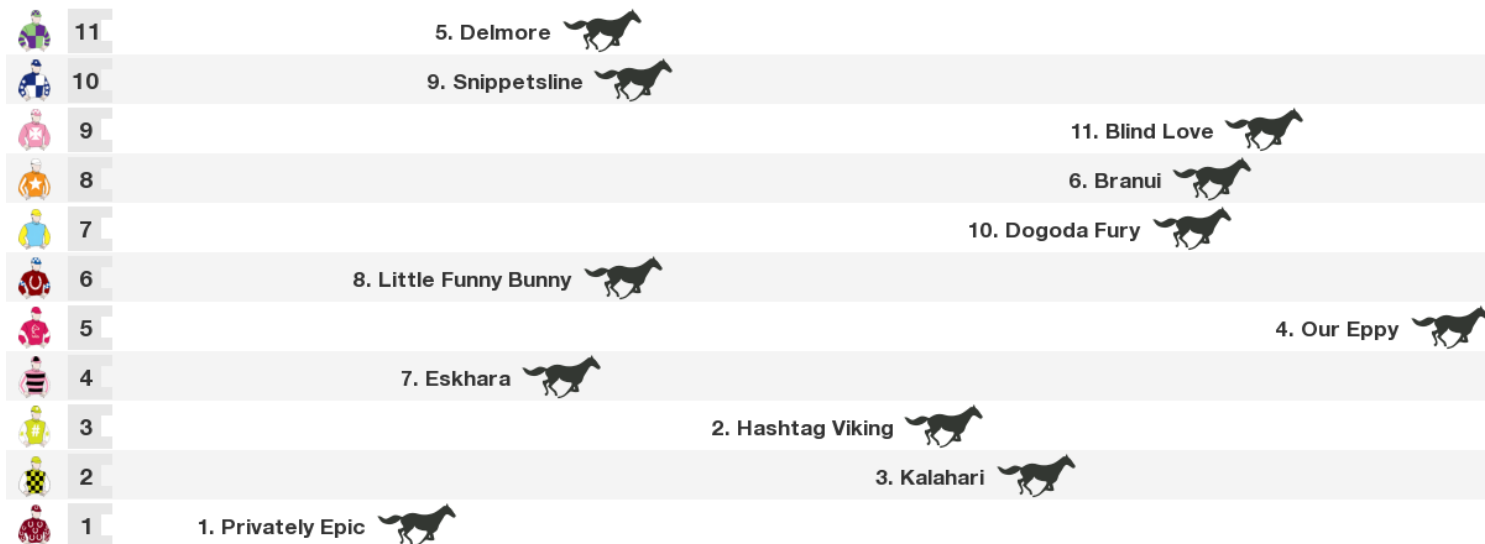 11 5. Delmore
10 9. Snippetsline
9 11. Blind Love
8 6. Branui
7 10. Dogoda Fury
6 8. Little Funny Bunny
5 4. Our Eppy
4 7. Eskhara
3 2. Hashtag Viking
2 3. Kalahari
1 1. Privately Epic